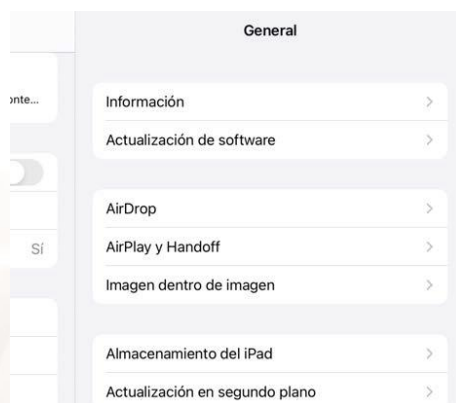 General
onte...
Información
Actualización de software
AirDrop
Sí
AirPlay y Handoff
Imagen dentro de imagen
Almacenamiento del iPad
Actualización en segundo plano